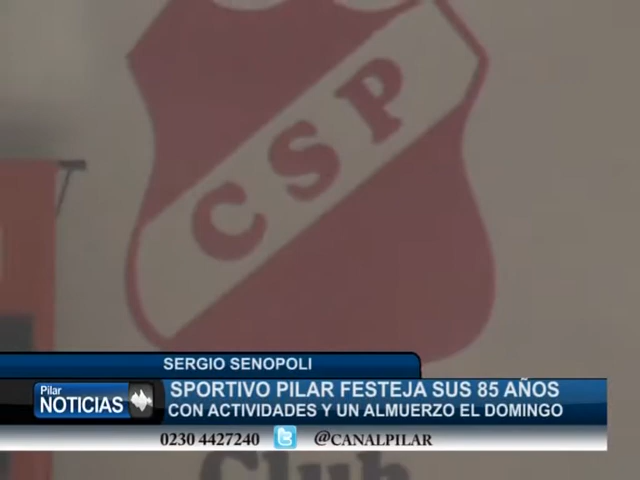 CSP
SERGIO SENOPOLI
Pilar
NOTICIAS
SPORTIVO PILAR FESTEJA SUS 85 AÑOS
CON ACTIVIDADES Y UN ALMUERZO EL DOMINGO
0230 4427240 @CANALPILAR
Club